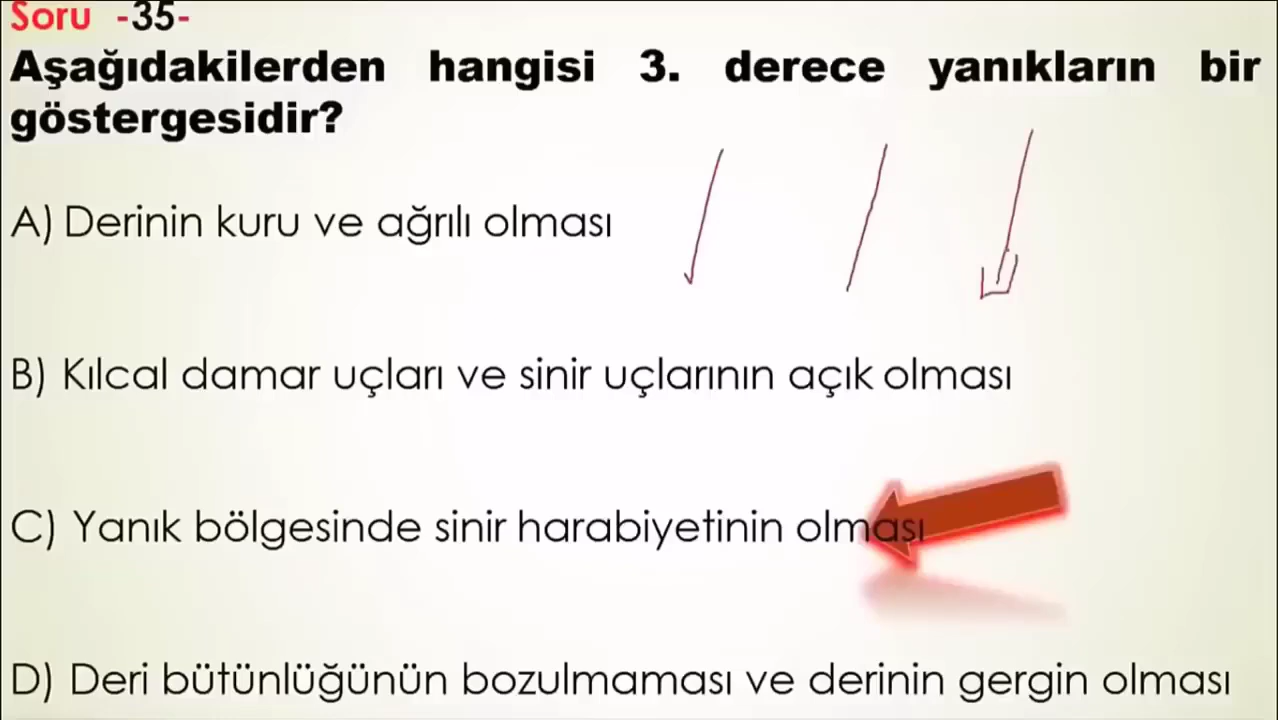 Soru -35-
Aşağıdakilerden hangisi 3. derece yanıkların bir
göstergesidir?
A) Derinin kuru ve ağrılı olması
B) Kılcal damar uçları ve sinir uçlarının açık olması
C) Yanık bölgesinde sinir harabiyetinin olması
D) Deri bütünlüğünün bozulmaması ve derinin gergin olması